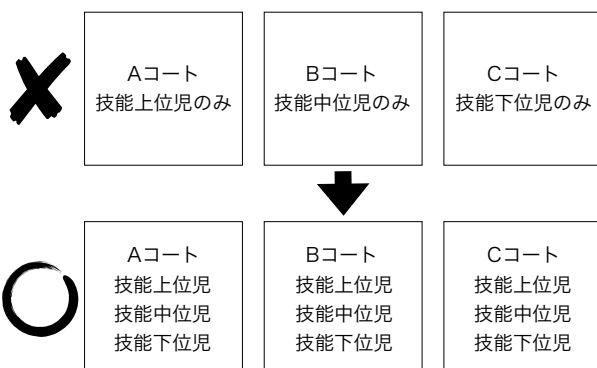 Aコート
技能上位児のみ
Bコート
技能中位児のみ
Cコート
技能下位児のみ
Aコート
技能上位児
技能中位児
技能下位児
Bコート
技能上位児
技能中位児
技能下位児
Cコート
技能上位児
技能中位児
技能下位児